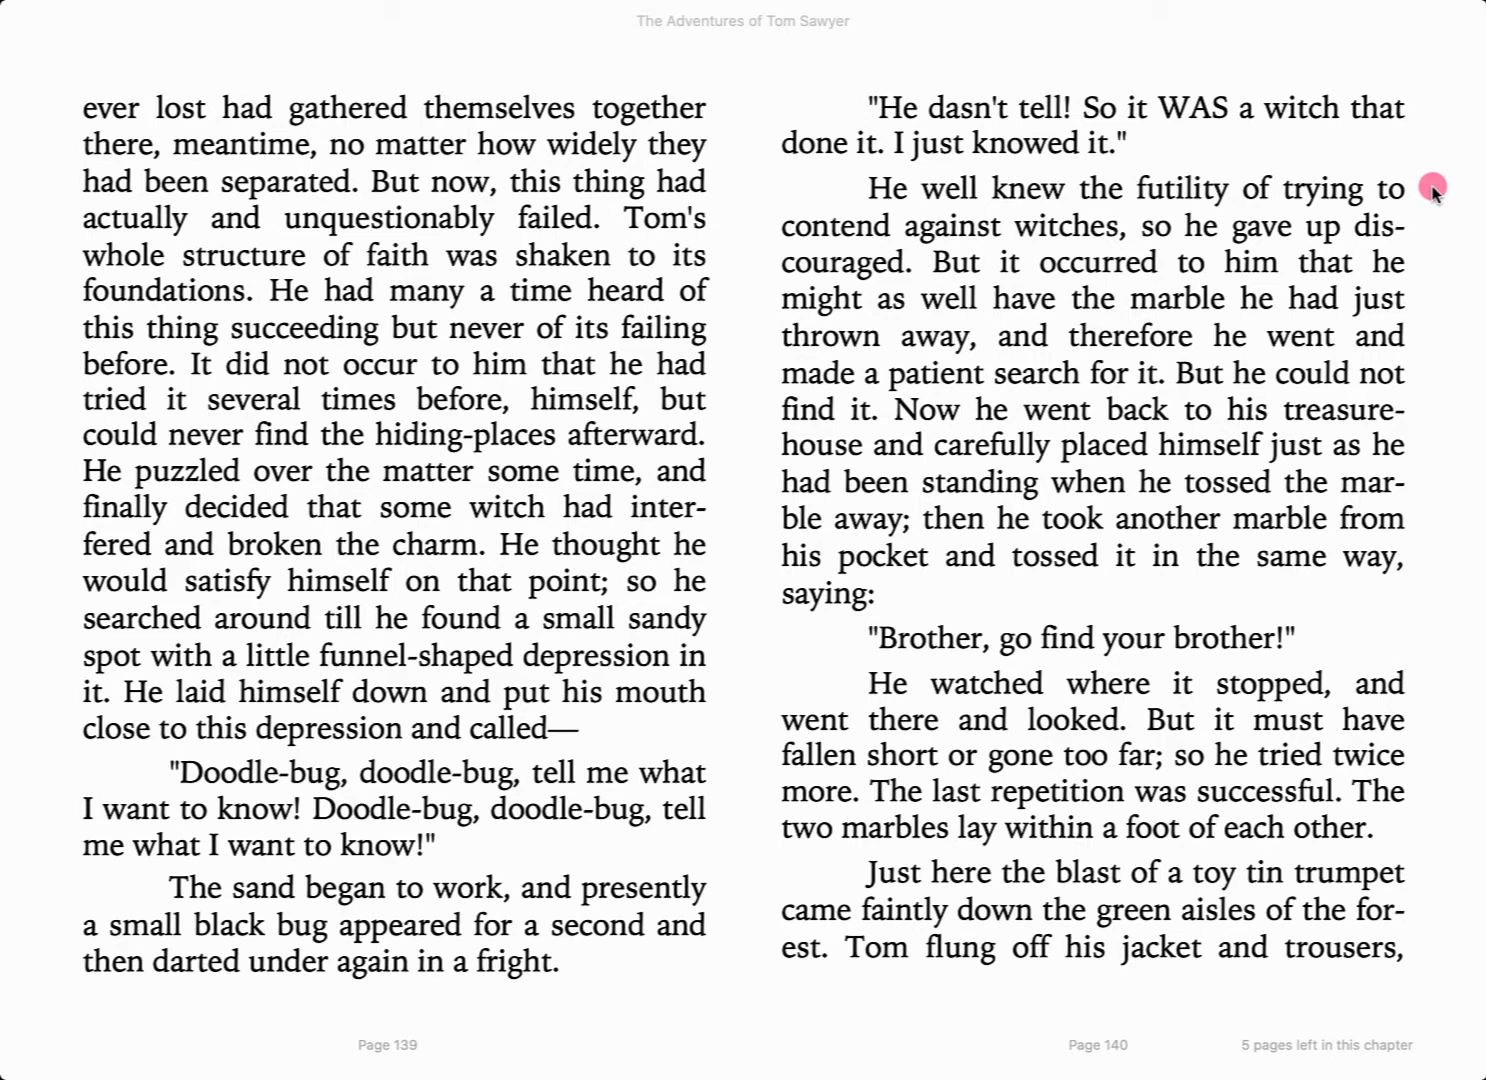 The Adventures of Tom Sawyer
ever lost had gathered themselves together
there, meantime, no matter how widely they
had been separated. But now, this thing had
actually and unquestionably failed. Tom's
whole structure of faith was shaken to its
foundations. He had many a time heard of
this thing succeeding but never of its failing
before. It did not occur to him that he had
tried it several times before, himself, but
could never find the hiding-places afterward.
He puzzled over the matter some time, and
finally decided that some witch had inter-
fered and broken the charm. He thought he
would satisfy himself on that point; so he
searched around till he found a small sandy
spot with a little funnel-shaped depression in
it. He laid himself down and put his mouth
close to this depression and called—
"Doodle-bug, doodle-bug, tell me what
I want to know! Doodle-bug, doodle-bug, tell
me what I want to know!"
The sand began to work, and presently
a small black bug appeared for a second and
then darted under again in a fright.
Page 139
"He dasn't tell! So it WAS a witch that
done it. I just knowed it."
He well knew the futility of trying to
contend against witches, so he gave up dis-
couraged. But it occurred to him that he
might as well have the marble he had just
thrown away, and therefore he went and
made a patient search for it. But he could not
find it. Now he went back to his treasure-
house and carefully placed himself just as he
had been standing when he tossed the mar-
ble away; then he took another marble from
his pocket and tossed it in the same way,
saying:
"Brother, go find your brother!"
He watched where it stopped, and
went there and looked. But it must have
fallen short or gone too far; so he tried twice
more. The last repetition was successful. The
two marbles lay within a foot of each other.
Just here the blast of a toy tin trumpet
came faintly down the green aisles of the for-
est. Tom flung off his jacket and trousers,
Page 140
5 pages left in this chapter